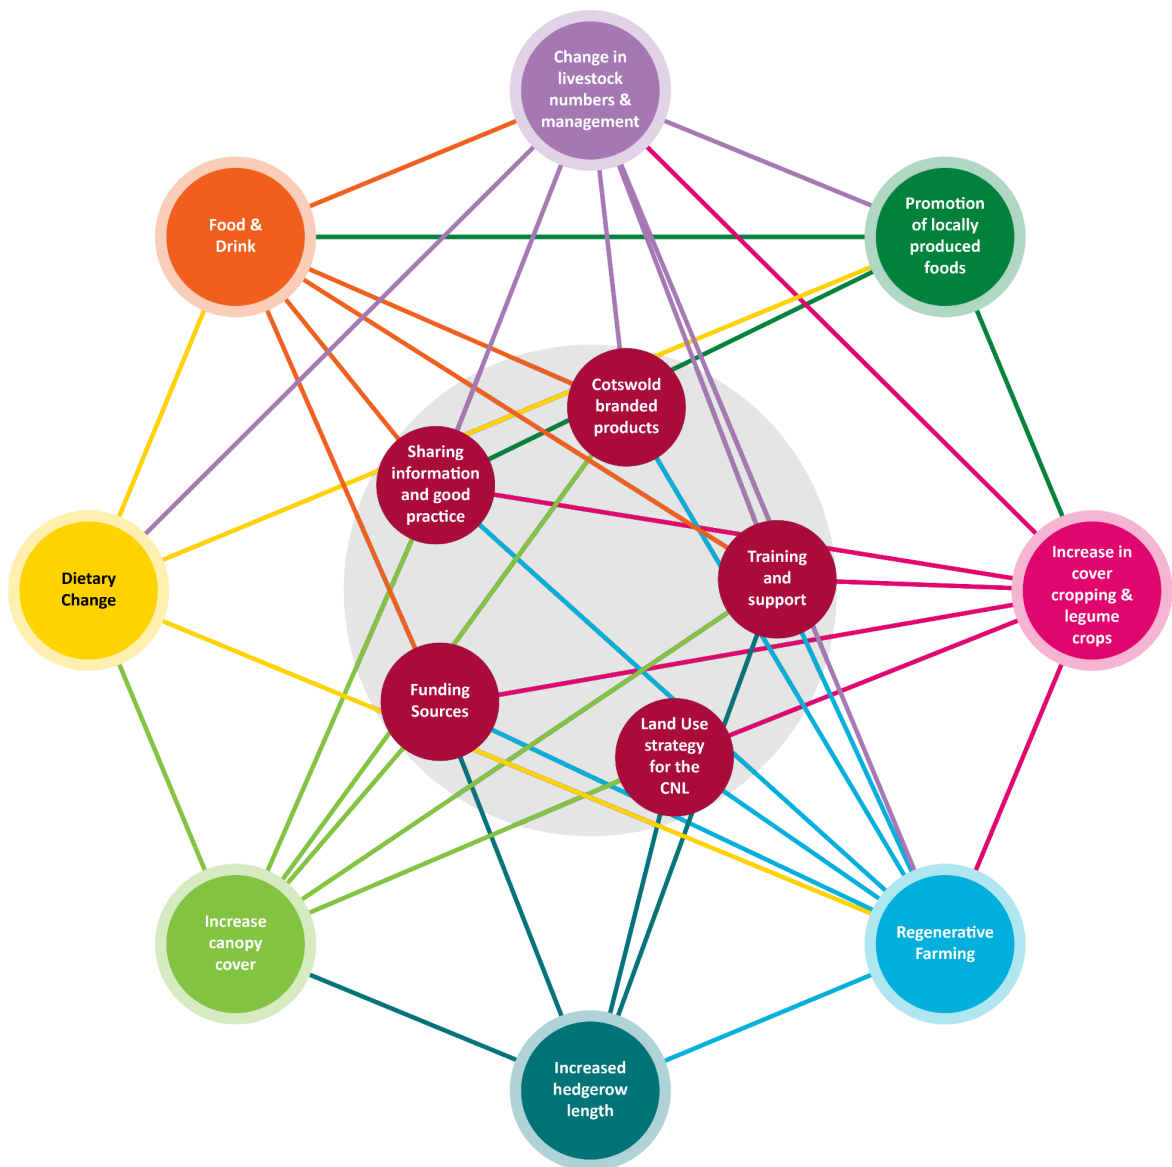 Change in
livestock
numbers &
management
Food &
Drink
Promotion
of locally
produced
foods
Cotswold
branded
products
Sharing
information
and good
practice
Training
and
support
Dietary
Change
Increase in
cover
cropping &
legume
crops
Funding
Sources
Land Use
strategy
for the
CNL
Increase
canopy
cover
Regenerative
Farming
Increased
hedgerow
length